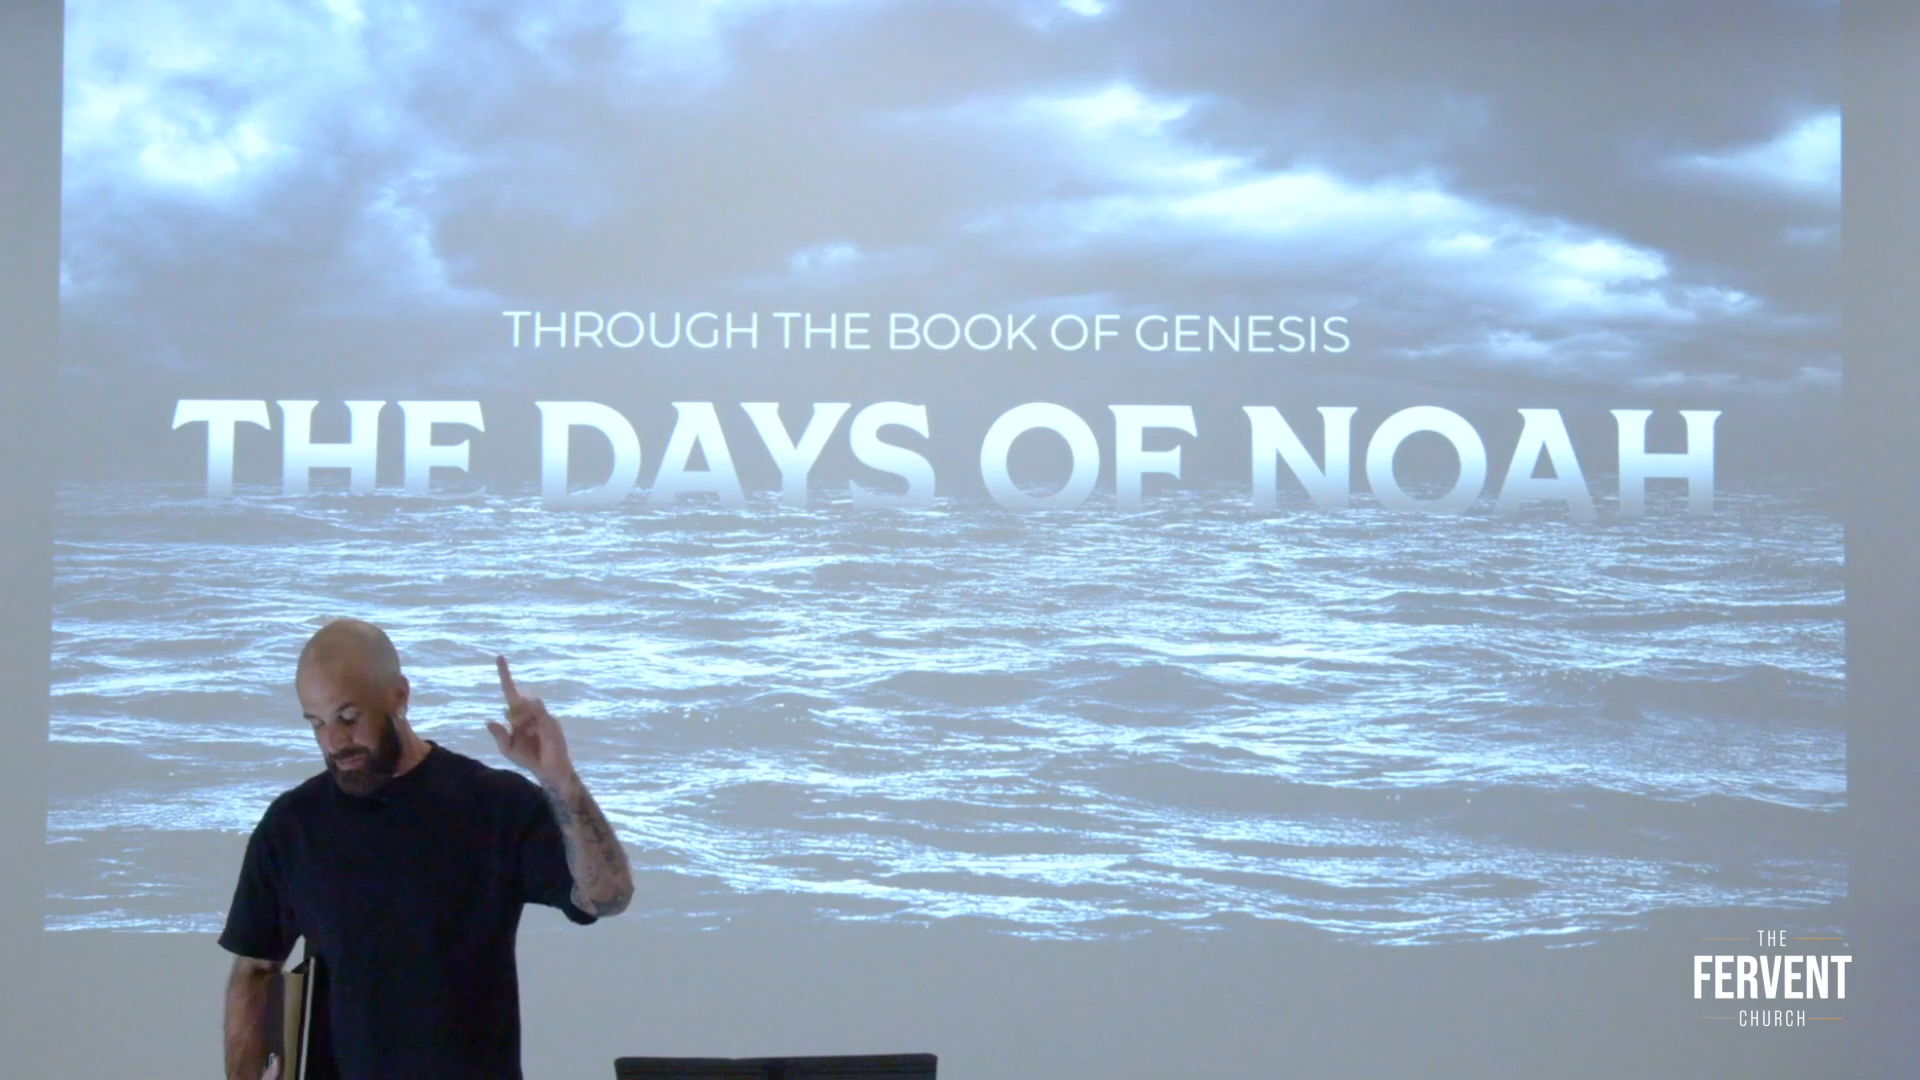 THROUGH THE BOOK OF GENESIS
THE DAYS OF NOAH
THE
FERVENT
CHURCH